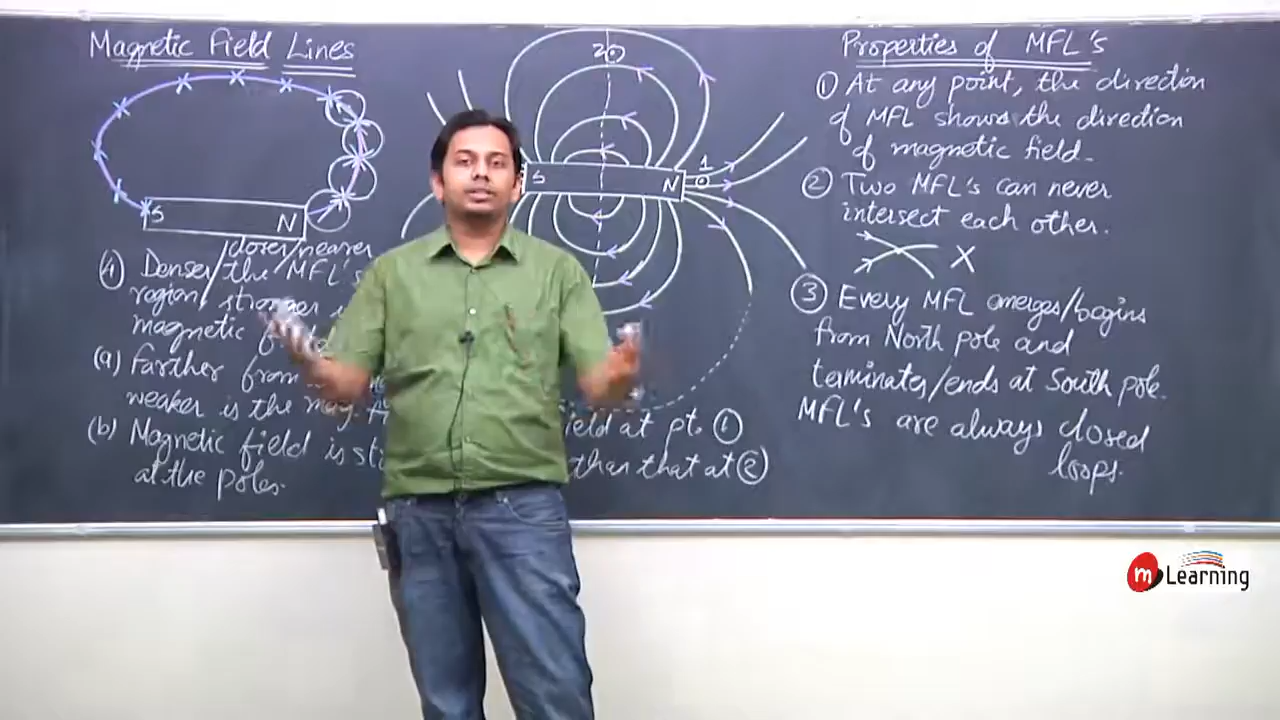 Magnetic Field Lines
S N
④ Denser/closer/nearer
the MFL's
region, stronger
magnetic
(a) Farther from
weaker is the mag.
(b) Magnetic field is
at the poles.
2
S N
1
field at pt. ①
than that at ②
Properties of MFL's
① At any point, the direction
of MFL shows the direction
of magnetic field.
② Two MFL's can never
intersect each other.
X
③ Every MFL emerges/begins
from North pole and
terminates/ends at South pole.
MFL's are always closed
loops.
m Learning